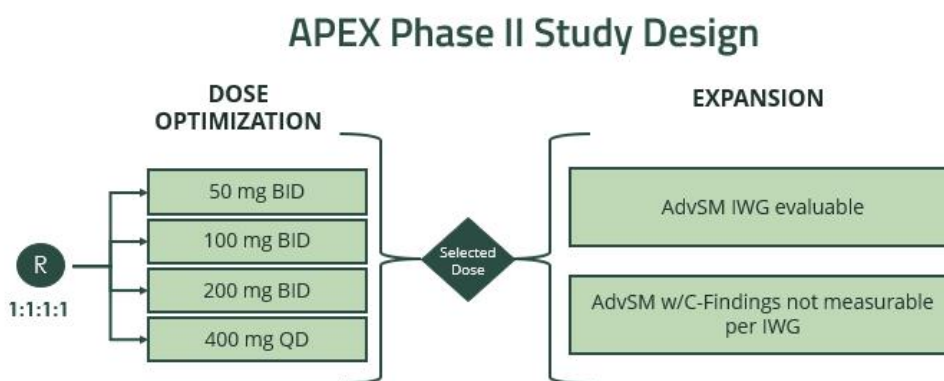 APEX Phase II Study Design
DOSE
OPTIMIZATION
50 mg BID
100 mg BID
200 mg BID
400 mg QD
R
1:1:1:1
Selected
Dose
EXPANSION
AdvSM IWG evaluable
AdvSM w/C-Findings not measurable
per IWG